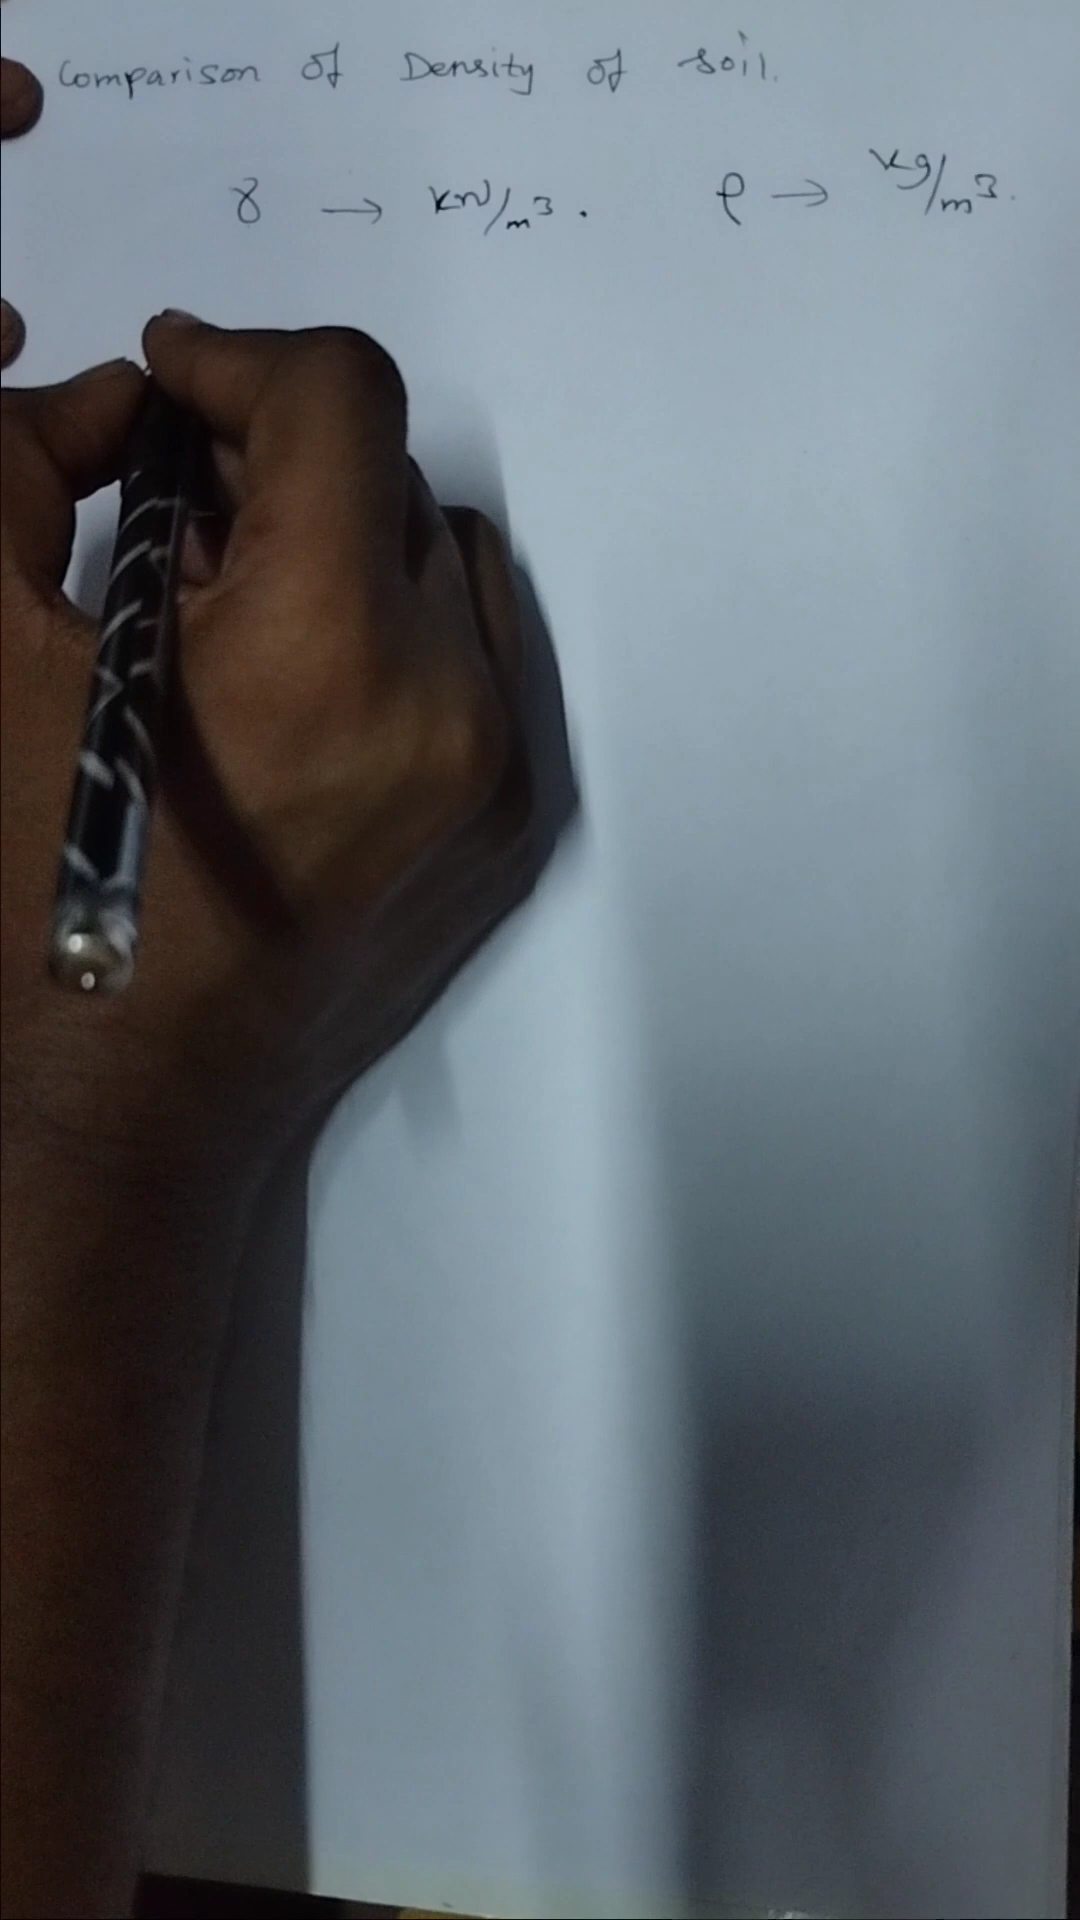 Comparison of Density of soil.
γ → kN/m³. ρ → kg/m³.